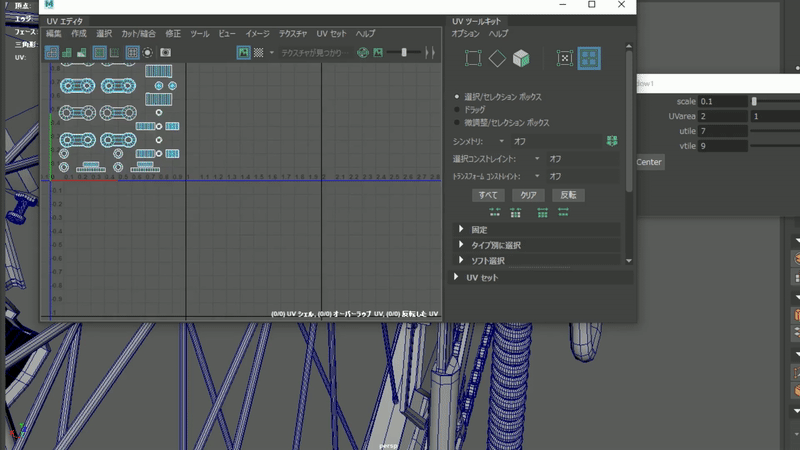 頂点:
エッジ:
フェース:
三角形:
UV:
UV エディタ
編集 作成 選択 カット/縫合 修正 ツール ビュー イメージ テクスチャ UV セット ヘルプ
テクスチャが見つかり…
(0/0) UV シェル, (0/0) オーバーラップ UV, (0/0) 反転した UV
UV ツールキット
オプション ヘルプ
選択/セレクション ボックス
ドラッグ
微調整/セレクション ボックス
シンメトリ: オフ
選択コンストレイント: オフ
トランスフォーム コンストレイント: オフ
すべて クリア 反転
固定
タイプ別に選択
ソフト選択
UV セット
dow1
scale 0.1
UVarea 2 1
utile 7
vtile 9
Center
persp